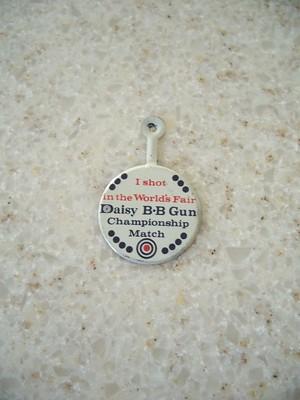 I shot
in the World's Fair
Daisy B·B Gun
Championship
Match